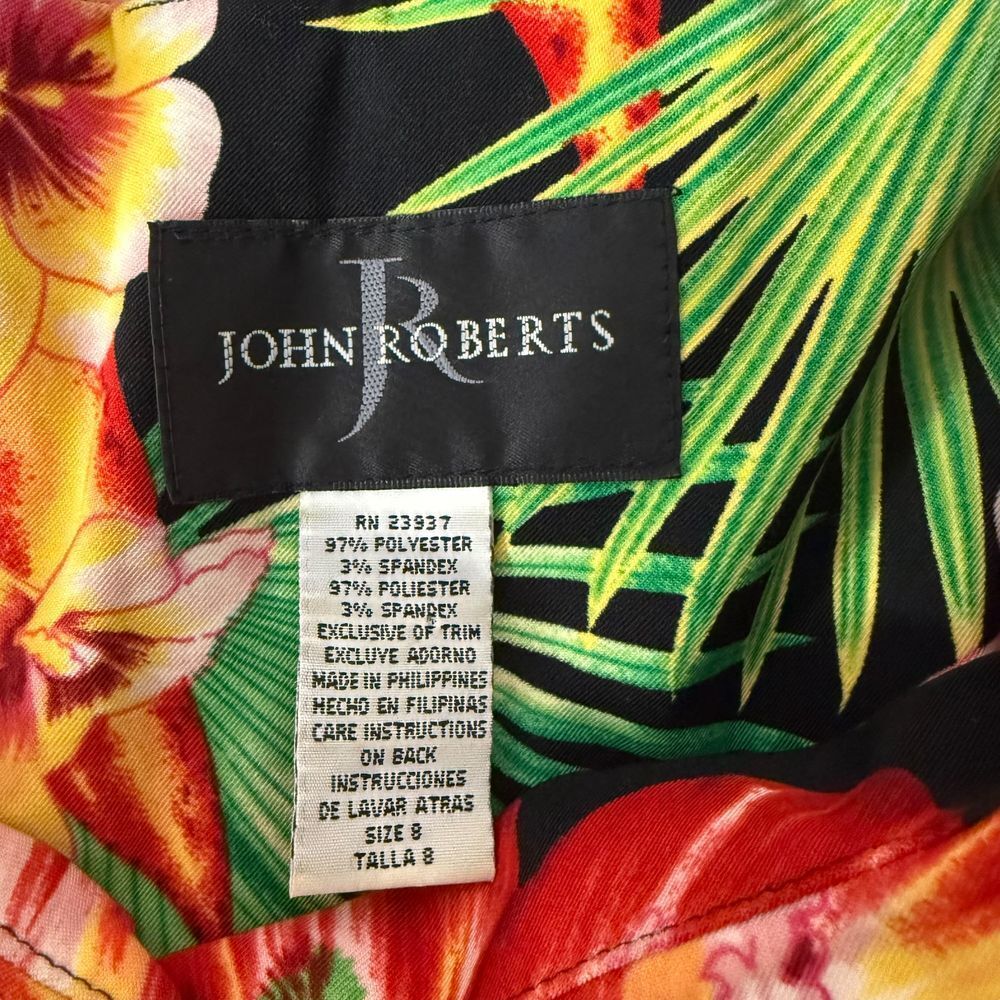 JR
JOHN ROBERTS
RN 23937
97% POLYESTER
3% SPANDEX
97% POLIESTER
3% SPANDEX
EXCLUSIVE OF TRIM
EXCLUYE ADORNO
MADE IN PHILIPPINES
HECHO EN FILIPINAS
CARE INSTRUCTIONS
ON BACK
INSTRUCCIONES
DE LAVAR ATRAS
SIZE 8
TALLA 8